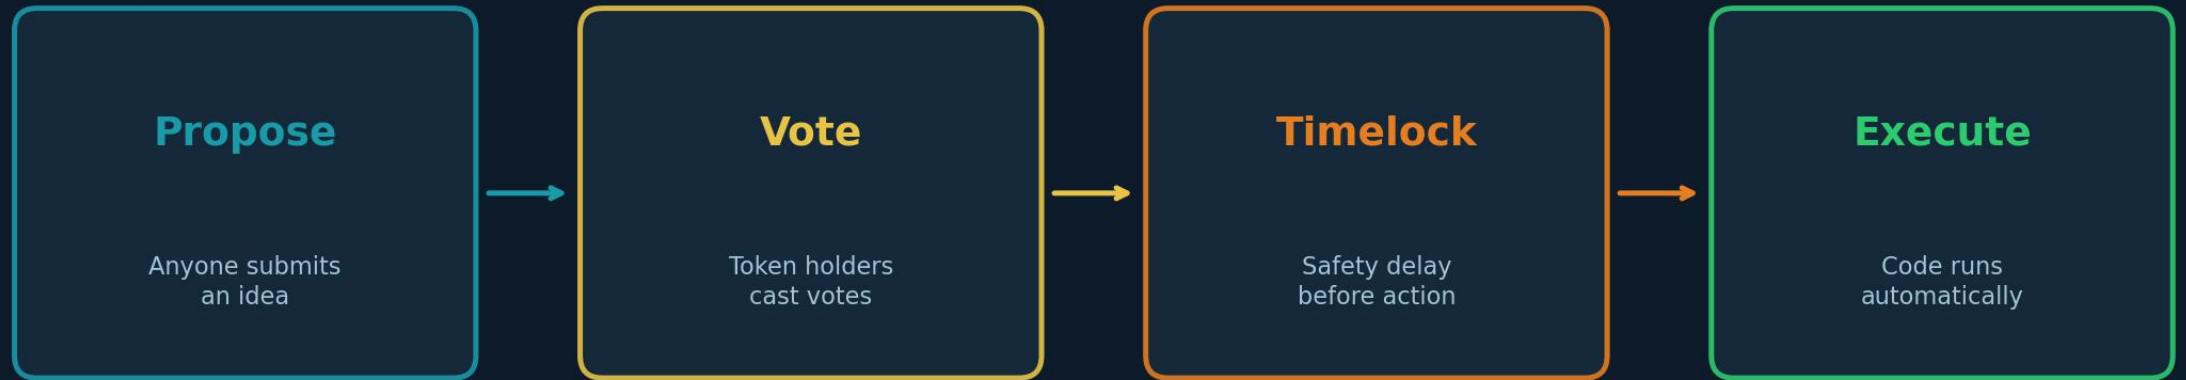 Propose
Anyone submits
an idea
Vote
Token holders
cast votes
Timelock
Safety delay
before action
Execute
Code runs
automatically